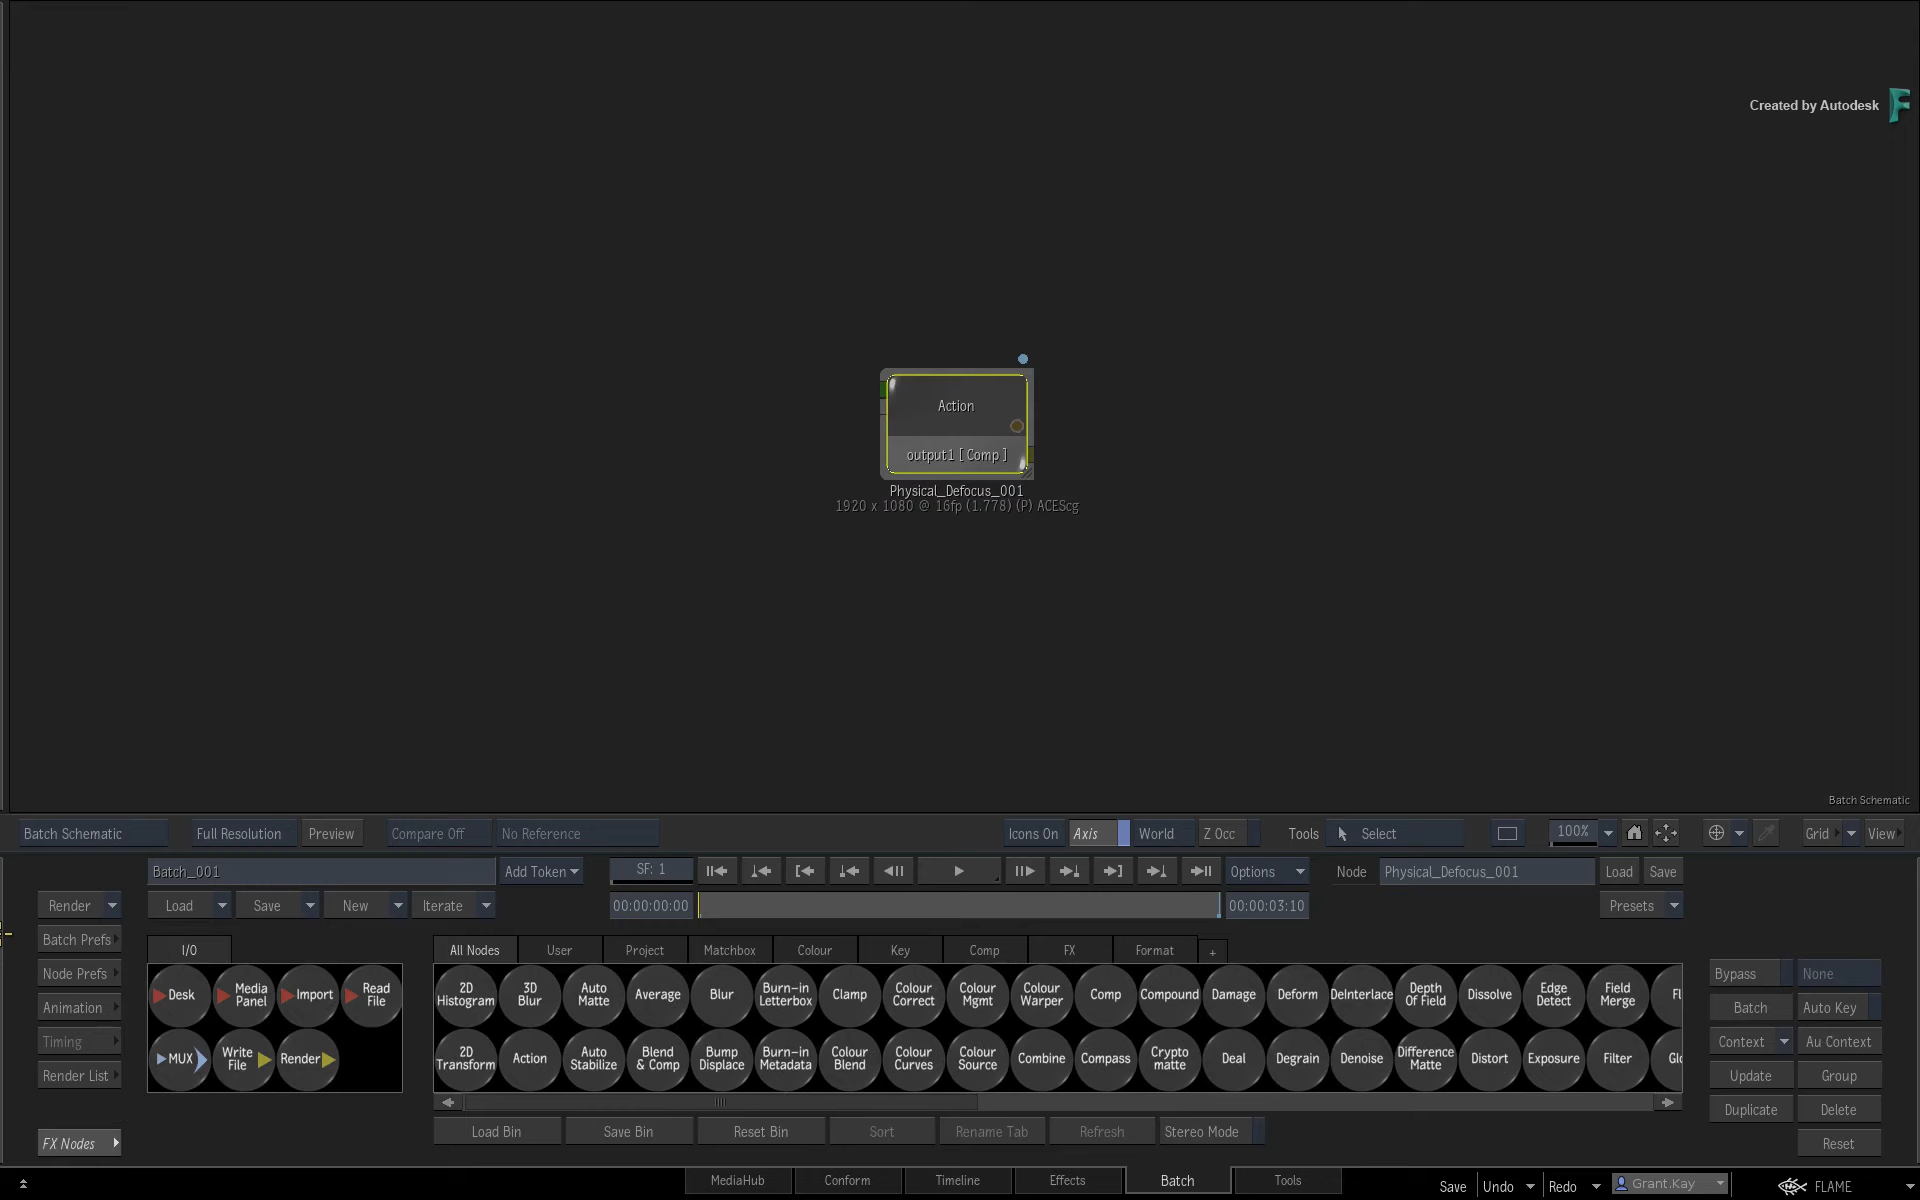 Created by Autodesk
Action
output1 [ Comp ]
Physical_Defocus_001
1920 x 1080 @ 16fp (1.778) (P) ACEScg
Batch Schematic
Batch Schematic Full Resolution Preview Compare Off No Reference Icons On Axis World Z Occ Tools Select 100% Grid View
Batch_001 Add Token SF: 1 Options Node Physical_Defocus_001 Load Save
Render Load Save New Iterate 00:00:00:00 00:00:03:10 Presets
Batch Prefs
I/O All Nodes User Project Matchbox Colour Key Comp FX Format +
Node Prefs Bypass None
Desk Media Panel Import Read File 2D Histogram 3D Blur Auto Matte Average Blur Burn-in Letterbox Clamp Colour Correct Colour Mgmt Colour Warper Comp Compound Damage Deform DeInterlace Depth Of Field Dissolve Edge Detect Field Merge Fl
Animation Batch Auto Key
Timing Context Au Context
MUX Write File Render 2D Transform Action Auto Stabilize Blend & Comp Bump Displace Burn-in Metadata Colour Blend Colour Curves Colour Source Combine Compass Crypto matte Deal Degrain Denoise Difference Matte Distort Exposure Filter Glo
Render List Update Group
Duplicate Delete
Load Bin Save Bin Reset Bin Sort Rename Tab Refresh Stereo Mode
FX Nodes Reset
MediaHub Conform Timeline Effects Batch Tools Save Undo Redo Grant.Kay FLAME